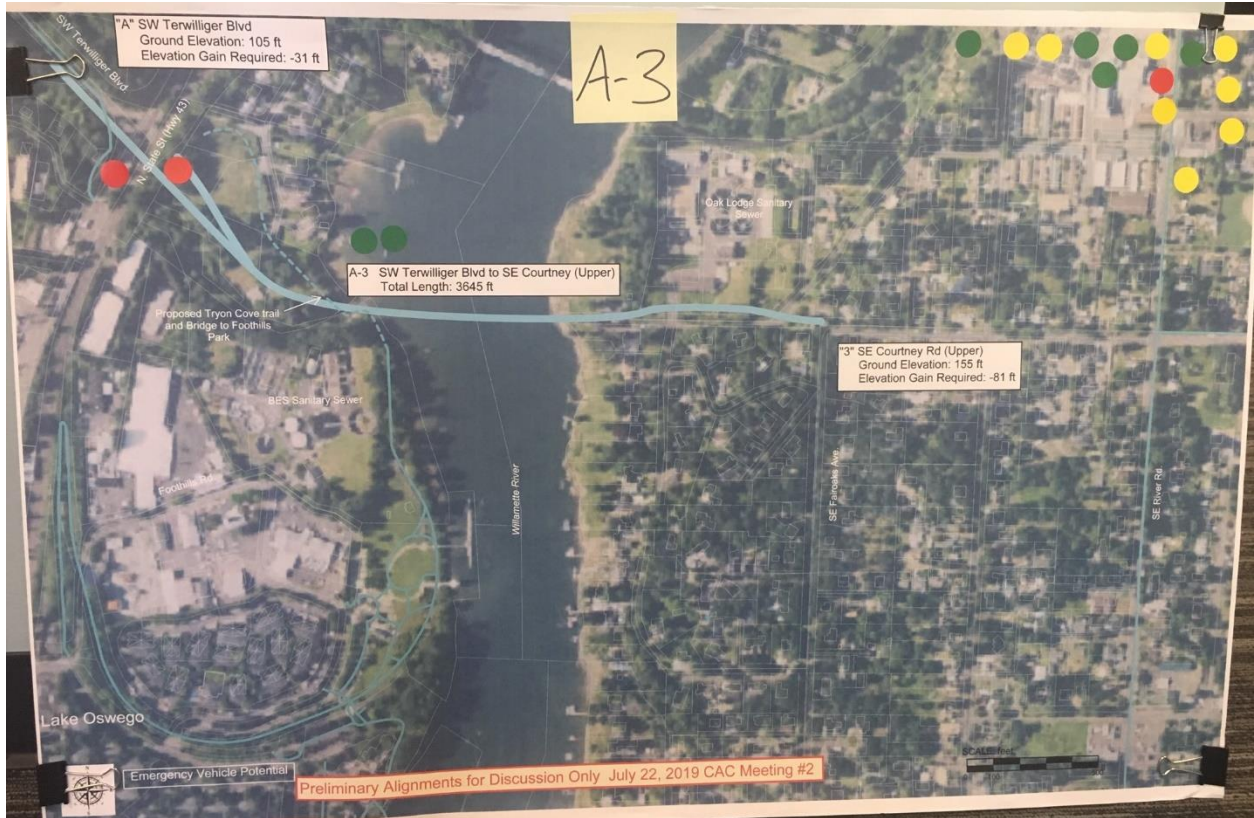 "A" SW Terwilliger Blvd
Ground Elevation: 105 ft
Elevation Gain Required: -31 ft
A-3
SW Terwilliger Blvd
N. State St (Hwy 43)
Oak Lodge Sanitary
Sewer
A-3 SW Terwilliger Blvd to SE Courtney (Upper)
Total Length: 3645 ft
Proposed Tryon Cove trail
and Bridge to Foothills
Park
"3" SE Courtney Rd (Upper)
Ground Elevation: 155 ft
Elevation Gain Required: -81 ft
BES Sanitary Sewer
Foothills Rd
Willamette River
SE Fairoaks Ave
SE River Rd
Lake Oswego
Emergency Vehicle Potential
Preliminary Alignments for Discussion Only July 22, 2019 CAC Meeting #2
SCALE feet